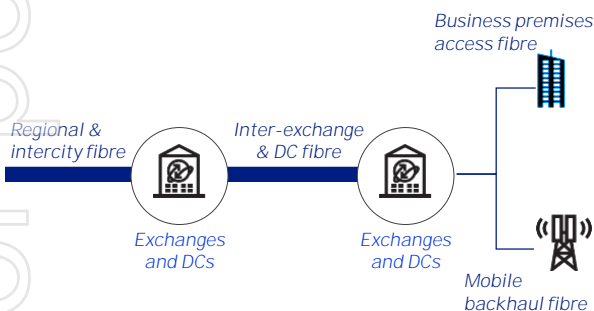 Business premises
access fibre
Regional &
intercity fibre
Inter-exchange
& DC fibre
Exchanges
and DCs
Exchanges
and DCs
Mobile
backhaul fibre